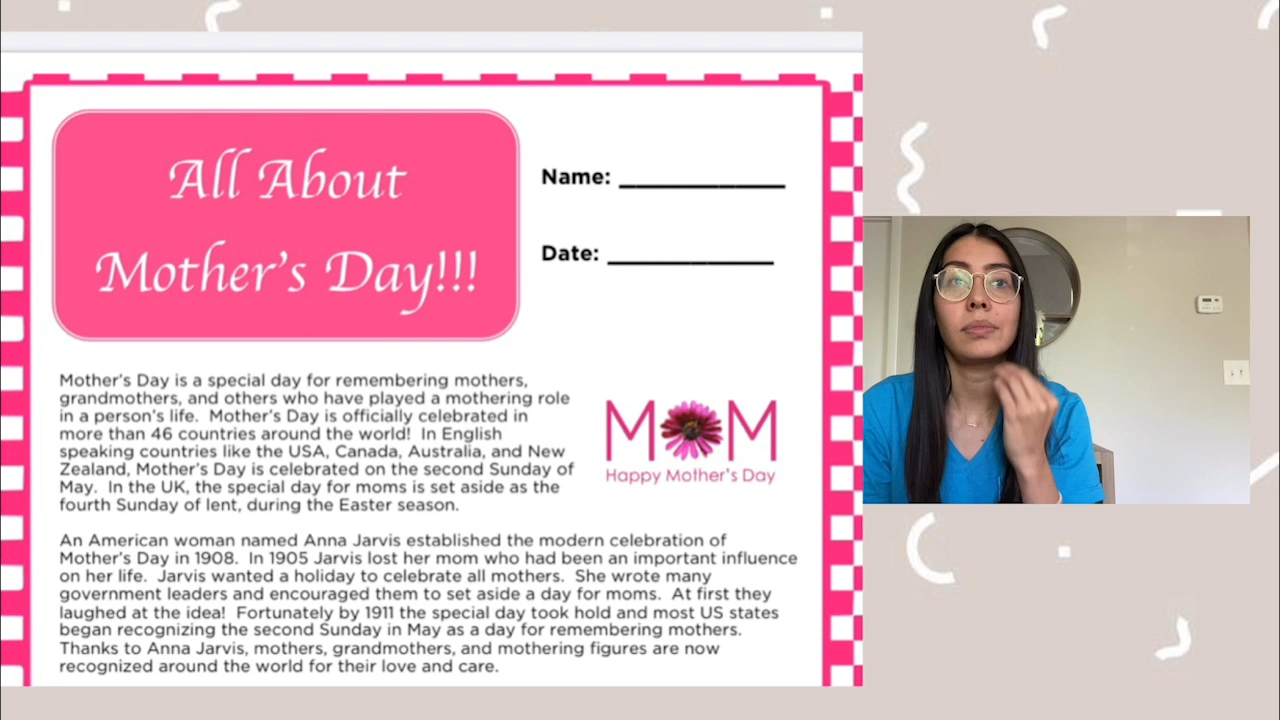 All About
Mother's Day!!!
Name: ____________
Date: ____________
Mother's Day is a special day for remembering mothers,
grandmothers, and others who have played a mothering role
in a person's life.  Mother's Day is officially celebrated in
more than 46 countries around the world!  In English
speaking countries like the USA, Canada, Australia, and New
Zealand, Mother's Day is celebrated on the second Sunday of
May.  In the UK, the special day for moms is set aside as the
fourth Sunday of lent, during the Easter season.
MOM
Happy Mother's Day
An American woman named Anna Jarvis established the modern celebration of
Mother's Day in 1908.  In 1905 Jarvis lost her mom who had been an important influence
on her life.  Jarvis wanted a holiday to celebrate all mothers.  She wrote many
government leaders and encouraged them to set aside a day for moms.  At first they
laughed at the idea!  Fortunately by 1911 the special day took hold and most US states
began recognizing the second Sunday in May as a day for remembering mothers.
Thanks to Anna Jarvis, mothers, grandmothers, and mothering figures are now
recognized around the world for their love and care.